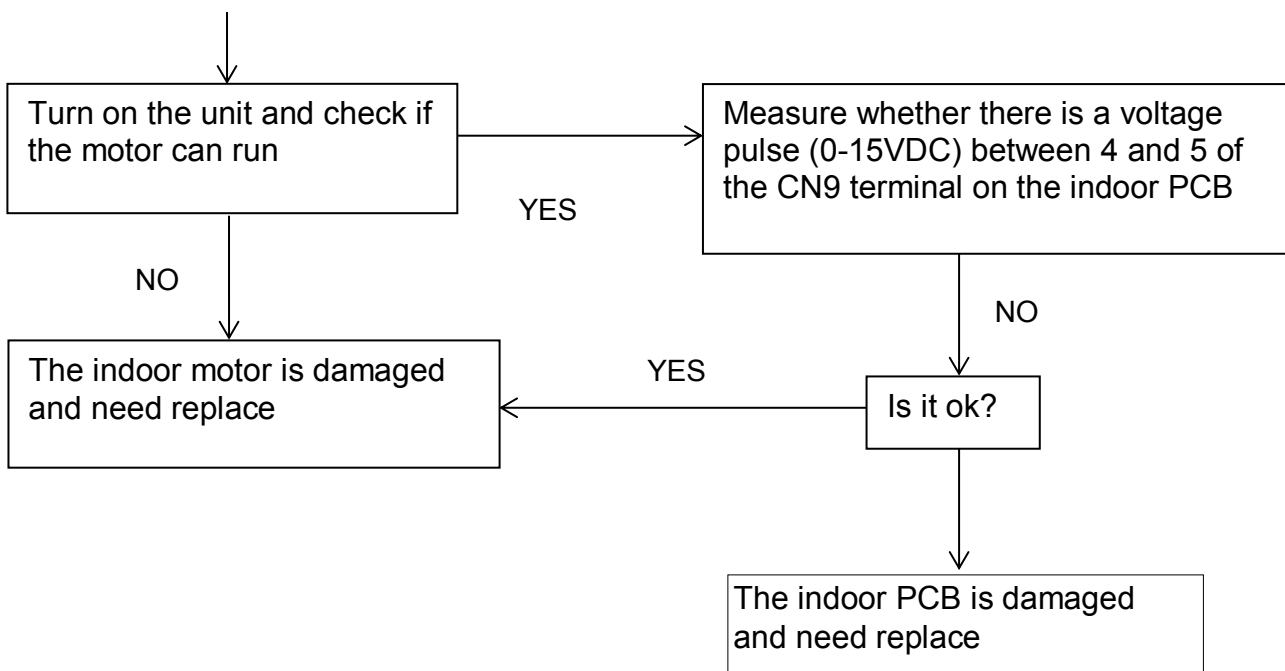 Turn on the unit and check if
the motor can run
YES
Measure whether there is a voltage
pulse (0-15VDC) between 4 and 5 of
the CN9 terminal on the indoor PCB
NO
NO
The indoor motor is damaged
and need replace
YES
Is it ok?
The indoor PCB is damaged
and need replace